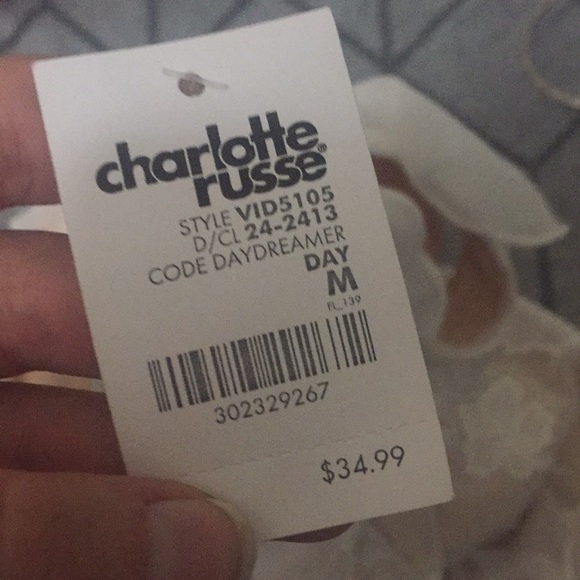 charlotte
russe®
STYLE VID5105
D/CL 24-2413
CODE DAYDREAMER
DAY
M
FL_139
302329267
$34.99